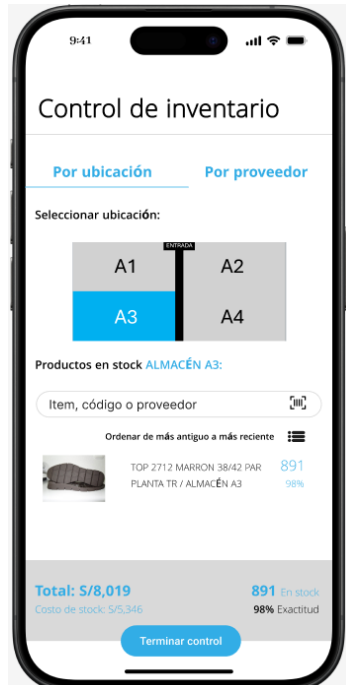 9:41
Control de inventario
Por ubicación
Por proveedor
Seleccionar ubicación:
ENTRADA
A1
A2
A3
A4
Productos en stock ALMACÉN A3:
Item, código o proveedor
Ordenar de más antiguo a más reciente
TOP 2712 MARRON 38/42 PAR 891
PLANTA TR / ALMACÉN A3 98%
Total: S/8,019 891 En stock
Costo de stock: S/5,346 98% Exactitud
Terminar control